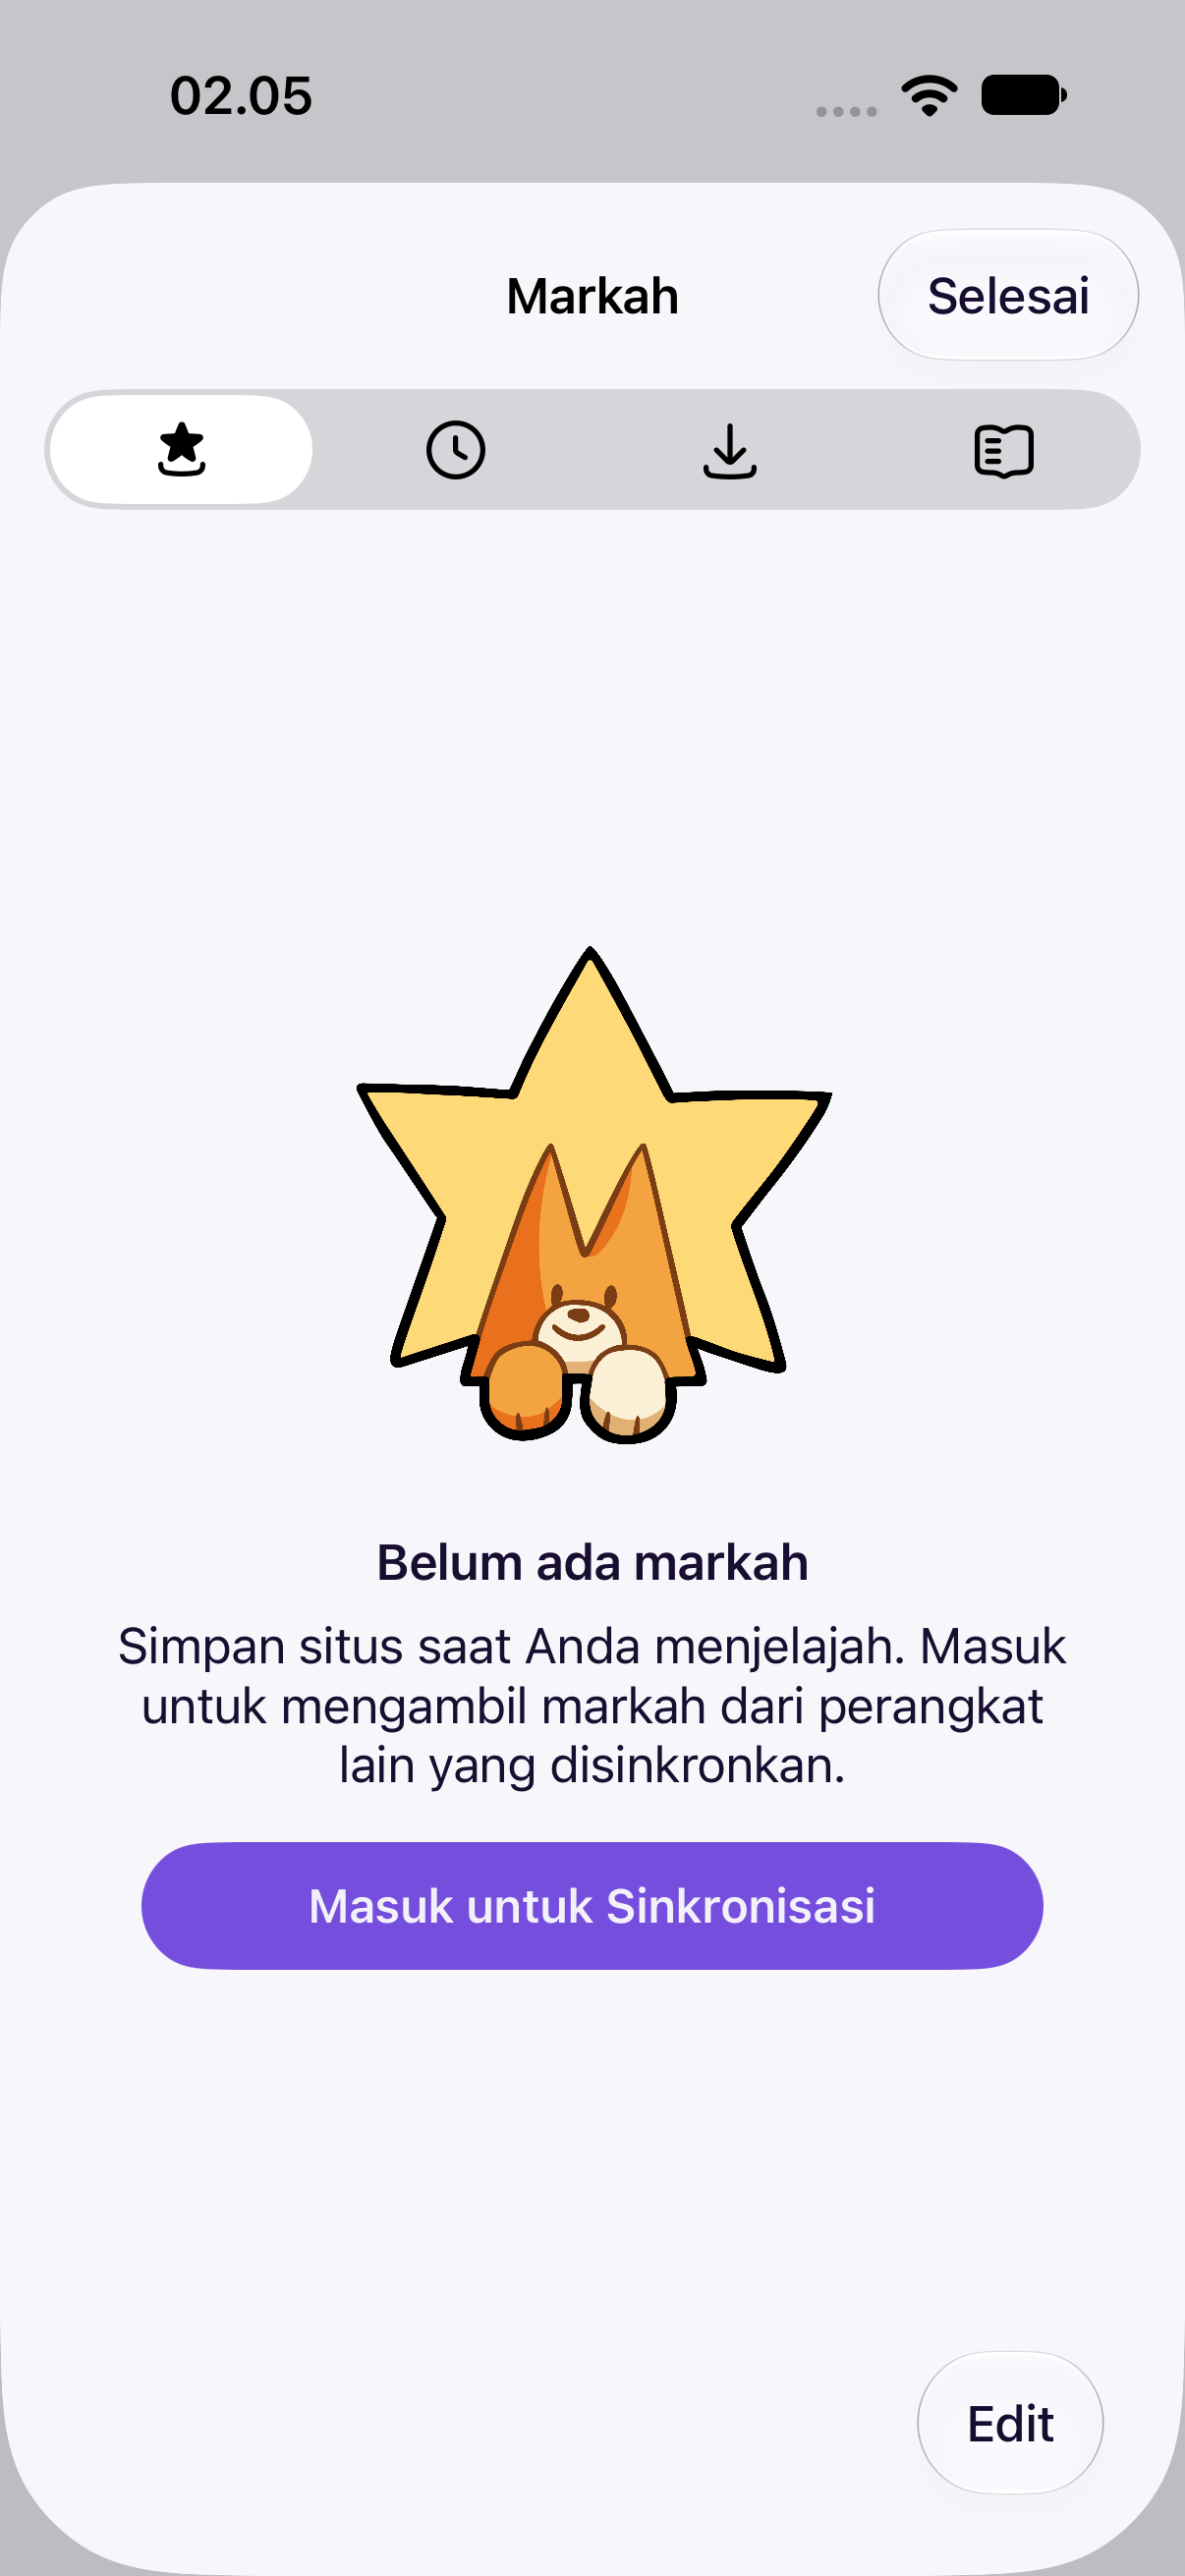 02.05
Markah
Selesai
Belum ada markah
Simpan situs saat Anda menjelajah. Masuk
untuk mengambil markah dari perangkat
lain yang disinkronkan.
Masuk untuk Sinkronisasi
Edit